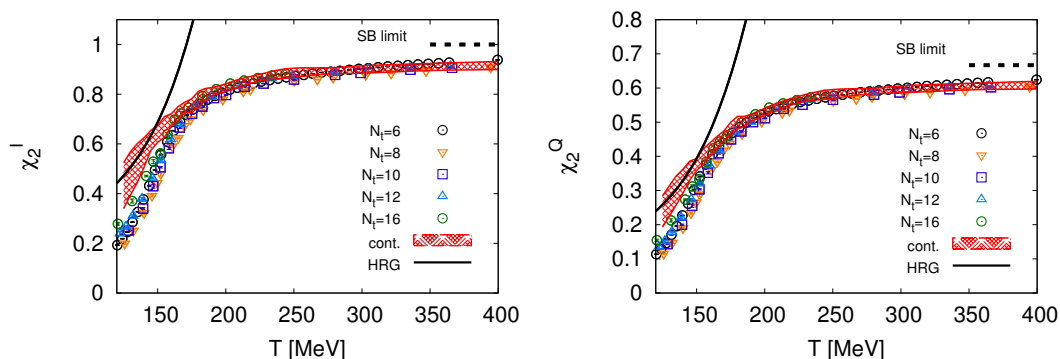 χ₂ᴵ
1
0.8
0.6
0.4
0.2
0
SB limit
Nₜ=6
Nₜ=8
Nₜ=10
Nₜ=12
Nₜ=16
cont.
HRG
150 200 250 300 350 400
T [MeV]
χ₂Q
0.8
0.7
0.6
0.5
0.4
0.3
0.2
0.1
0
SB limit
Nₜ=6
Nₜ=8
Nₜ=10
Nₜ=12
Nₜ=16
cont.
HRG
150 200 250 300 350 400
T [MeV]